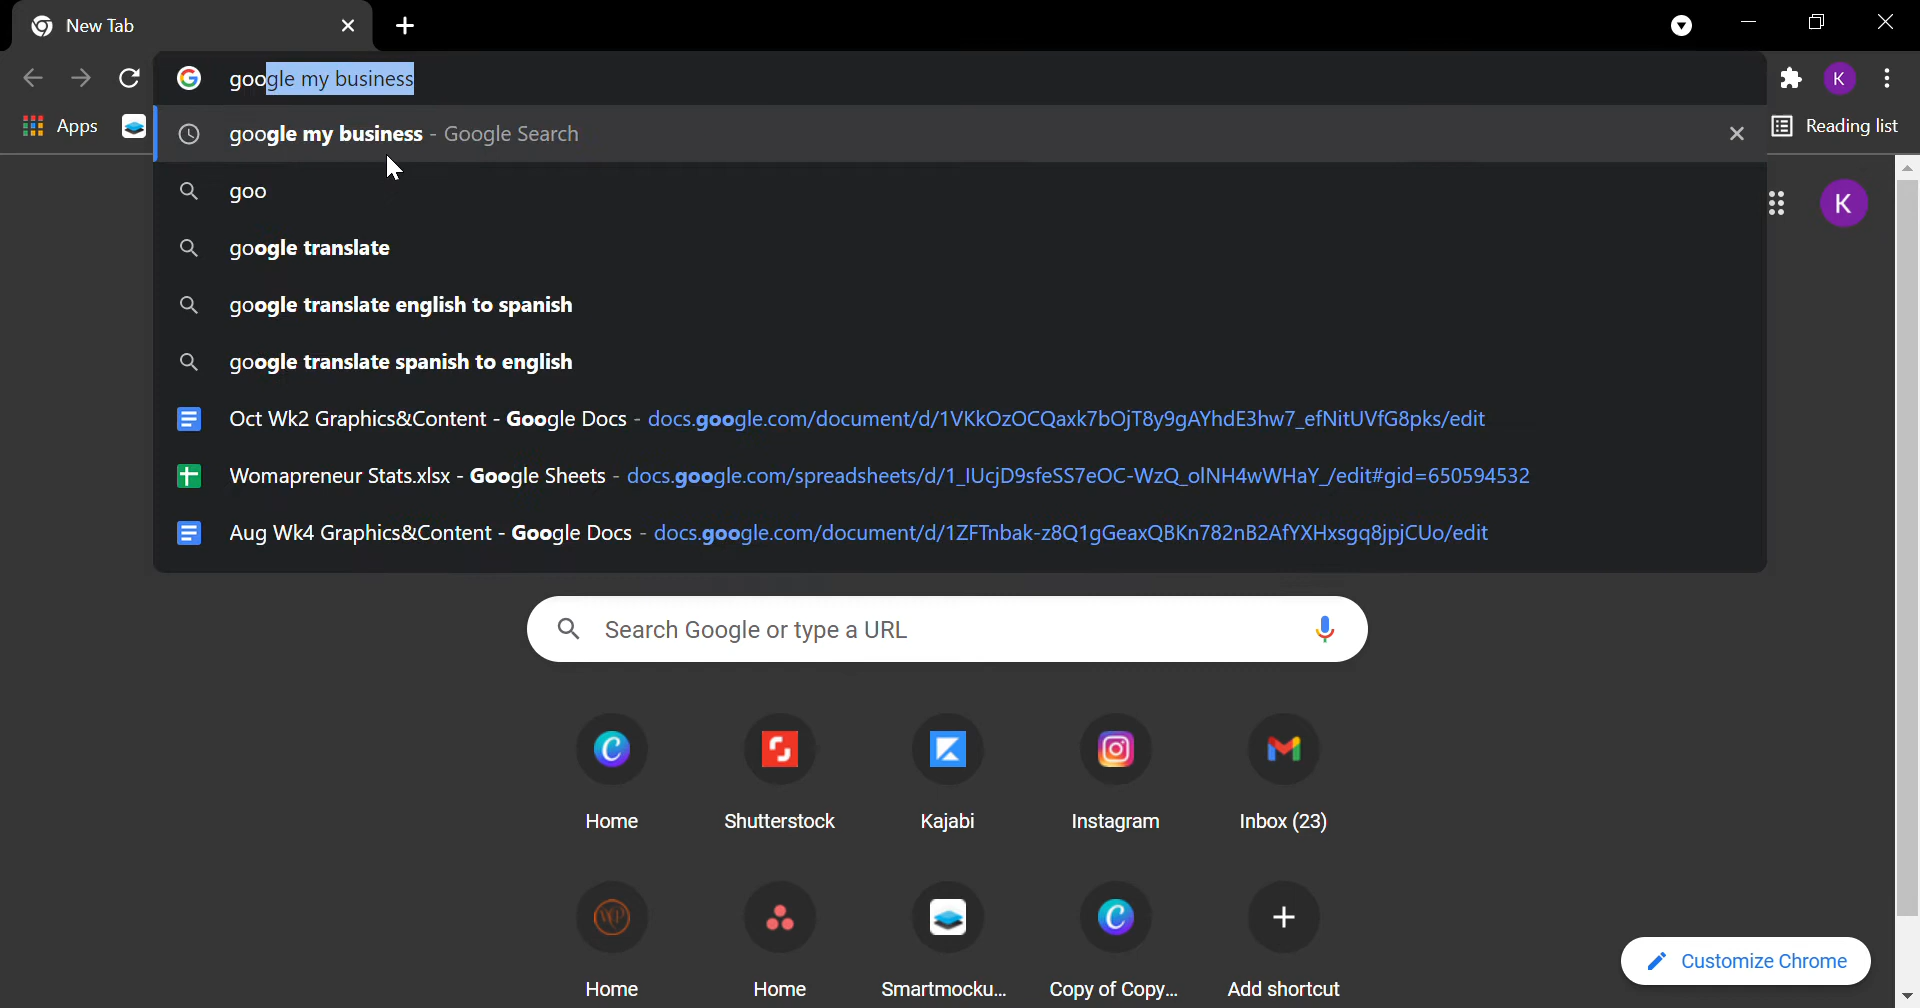 New Tab
google my business
Apps
google my business - Google Search
Reading list
goo
K
K
google translate
google translate english to spanish
google translate spanish to english
Oct Wk2 Graphics&Content - Google Docs - docs.google.com/document/d/1VKkOzOCQaxk7bOjT8y9gAYhdE3hw7_efNitUVfG8pks/edit
Womapreneur Stats.xlsx - Google Sheets - docs.google.com/spreadsheets/d/1_IUcjD9sfeSS7eOC-WzQ_olNH4wWHaY_/edit#gid=650594532
Aug Wk4 Graphics&Content - Google Docs - docs.google.com/document/d/1ZFTnbak-z8Q1gGeaxQBKn782nB2AfYXHxsgq8jpjCUo/edit
Search Google or type a URL
Home Shutterstock Kajabi Instagram Inbox (23)
WP
Customize Chrome
Home Home Smartmocku... Copy of Copy... Add shortcut